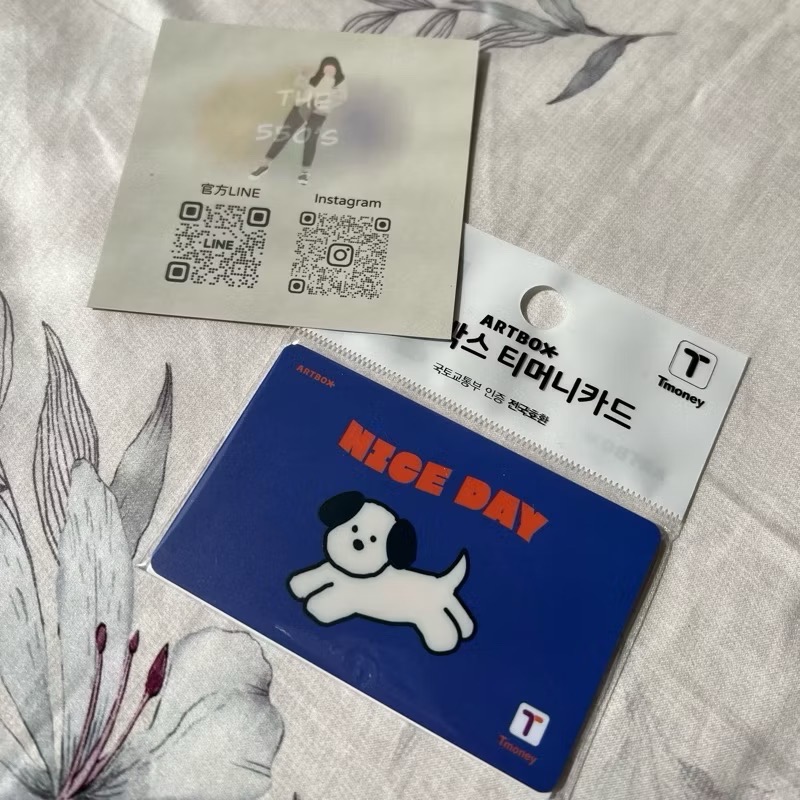 THE
550'S
官方LINE
Instagram
LINE
ARTBOX
박스 티머니카드
국토교통부 인증 전국호환
T
Tmoney
ARTBOX
NICE DAY
T
Tmoney